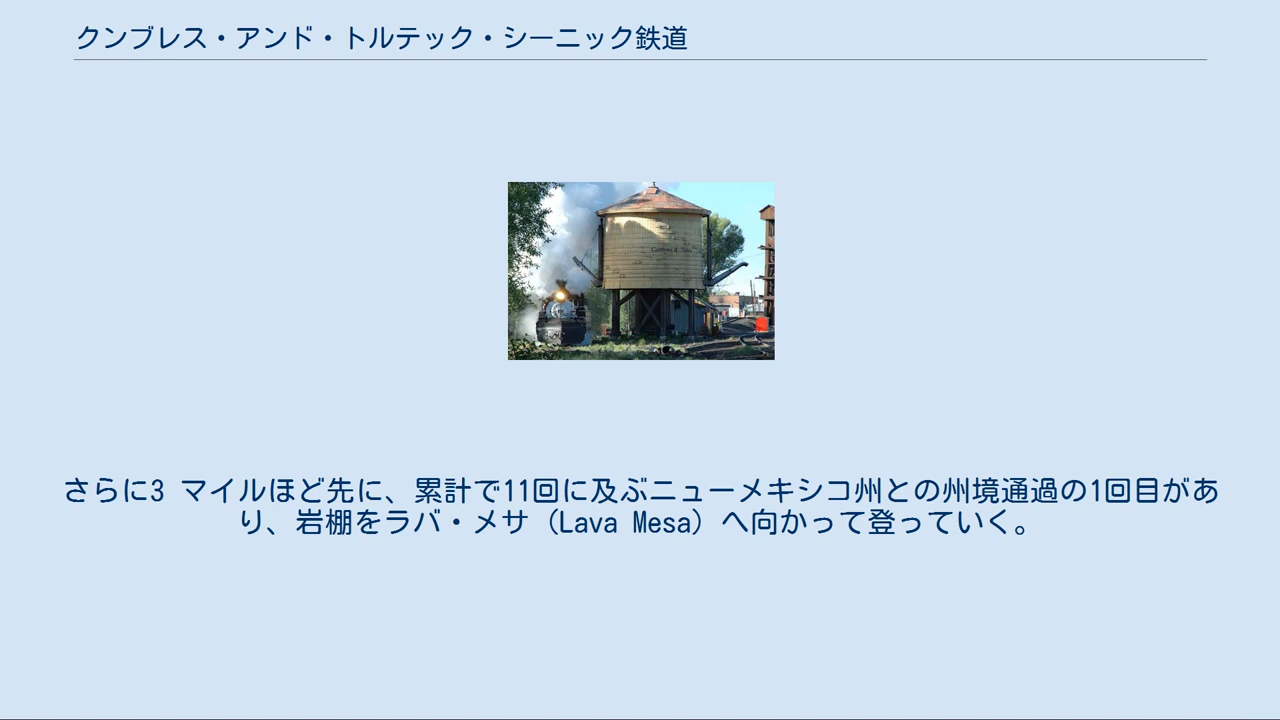 クンブレス・アンド・トルテック・シーニック鉄道
さらに3 マイルほど先に、累計で11回に及ぶニューメキシコ州との州境通過の1回目があ
り、岩棚をラバ・メサ（Lava Mesa）へ向かって登っていく。